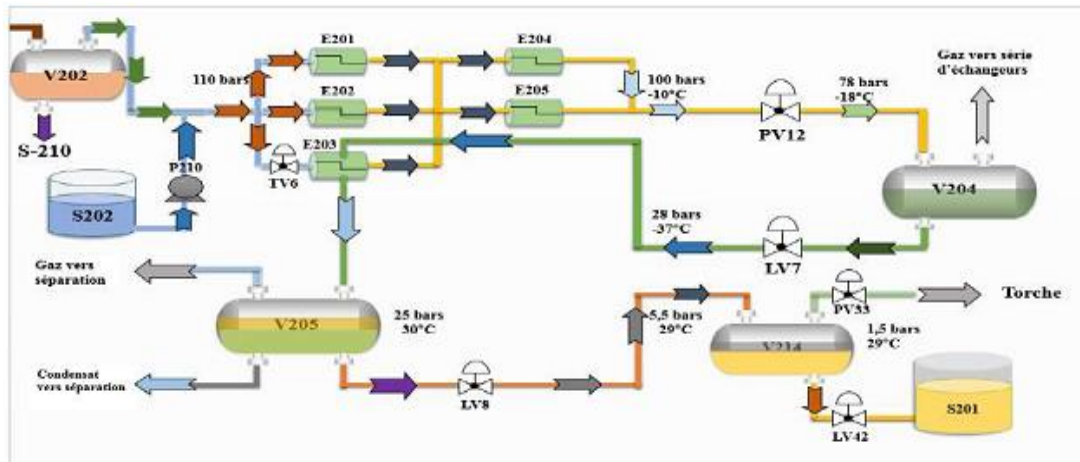 V202
S-210
110 bars
E201
E202
E203
TV6
E204
E205
100 bars
-10°C
PV12
78 bars
-18°C
Gaz vers série
d'échangeurs
V204
P210
S202
28 bars
-37°C
LV7
Gaz vers
séparation
V205
25 bars
30°C
Condensat
vers séparation
LV8
5,5 bars
29°C
PV33
Torche
1,5 bars
29°C
LV42
S201